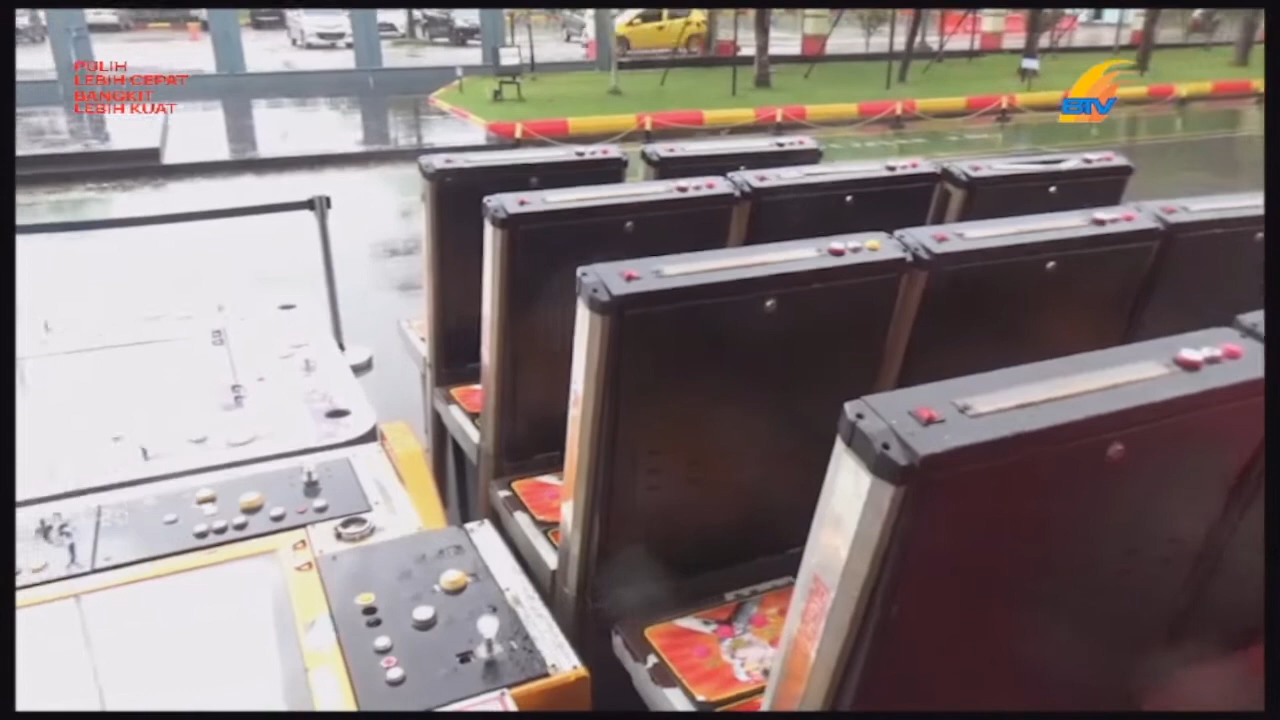 PULIH
LEBIH CEPAT
BANGKIT
LEBIH KUAT
BTV